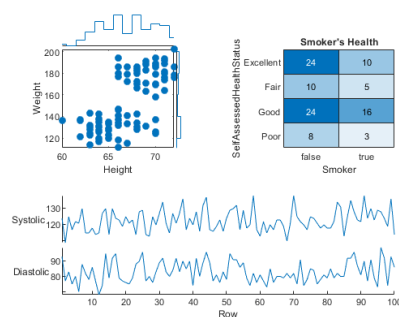 Weight
200
180
160
140
120
60 65 70
Height
Smoker's Health
SelfAssessedHealthStatus
Excellent 24 10
Fair 10 5
Good 24 16
Poor 8 3
false true
Smoker
Systolic
130
120
Diastolic
90
80
10 20 30 40 50 60 70 80 90 100
Row